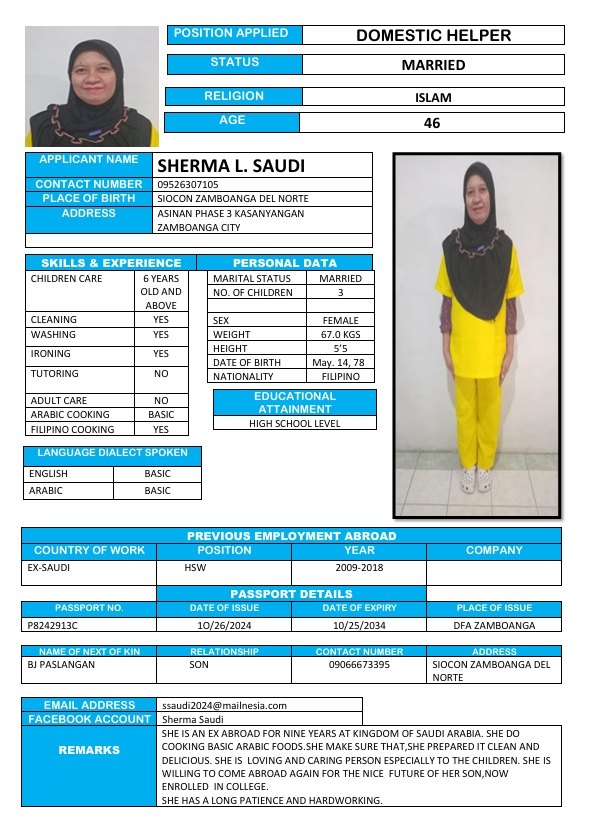 POSITION APPLIED DOMESTIC HELPER
STATUS MARRIED
RELIGION ISLAM
AGE 46
APPLICANT NAME SHERMA L. SAUDI
CONTACT NUMBER 09526307105
PLACE OF BIRTH SIOCON ZAMBOANGA DEL NORTE
ADDRESS ASINAN PHASE 3 KASANYANGAN
ZAMBOANGA CITY
SKILLS & EXPERIENCE
CHILDREN CARE 6 YEARS
OLD AND
ABOVE
CLEANING YES
WASHING YES
IRONING YES
TUTORING NO
ADULT CARE NO
ARABIC COOKING BASIC
FILIPINO COOKING YES
PERSONAL DATA
MARITAL STATUS MARRIED
NO. OF CHILDREN 3
SEX FEMALE
WEIGHT 67.0 KGS
HEIGHT 5'5
DATE OF BIRTH May. 14, 78
NATIONALITY FILIPINO
EDUCATIONAL
ATTAINMENT
HIGH SCHOOL LEVEL
LANGUAGE DIALECT SPOKEN
ENGLISH BASIC
ARABIC BASIC
PREVIOUS EMPLOYMENT ABROAD
COUNTRY OF WORK POSITION YEAR COMPANY
EX-SAUDI HSW 2009-2018
PASSPORT DETAILS
PASSPORT NO. DATE OF ISSUE DATE OF EXPIRY PLACE OF ISSUE
P8242913C 1O/26/2024 10/25/2034 DFA ZAMBOANGA
NAME OF NEXT OF KIN RELATIONSHIP CONTACT NUMBER ADDRESS
BJ PASLANGAN SON 09066673395 SIOCON ZAMBOANGA DEL
NORTE
EMAIL ADDRESS ssaudi2024@mailnesia.com
FACEBOOK ACCOUNT Sherma Saudi
REMARKS
SHE IS AN EX ABROAD FOR NINE YEARS AT KINGDOM OF SAUDI ARABIA. SHE DO
COOKING BASIC ARABIC FOODS.SHE MAKE SURE THAT,SHE PREPARED IT CLEAN AND
DELICIOUS. SHE IS LOVING AND CARING PERSON ESPECIALLY TO THE CHILDREN. SHE IS
WILLING TO COME ABROAD AGAIN FOR THE NICE FUTURE OF HER SON,NOW
ENROLLED IN COLLEGE.
SHE HAS A LONG PATIENCE AND HARDWORKING.